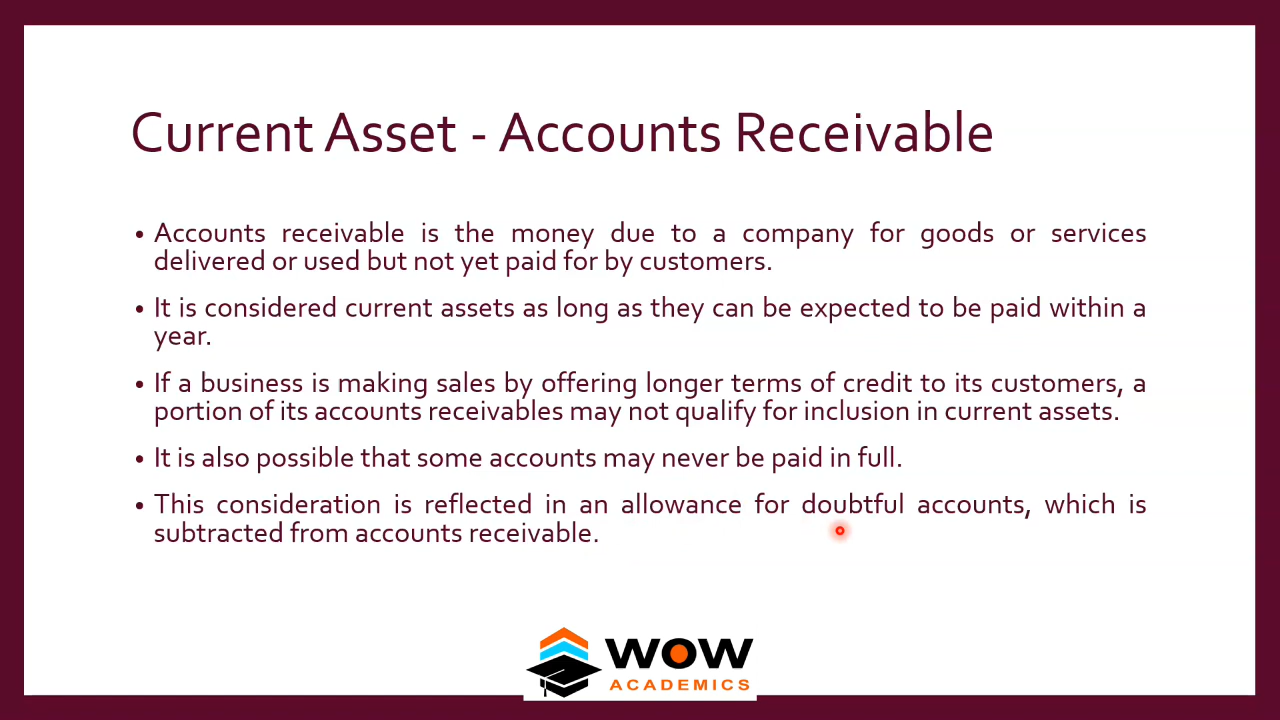 Current Asset - Accounts Receivable
• Accounts receivable is the money due to a company for goods or services
delivered or used but not yet paid for by customers.
• It is considered current assets as long as they can be expected to be paid within a
year.
• If a business is making sales by offering longer terms of credit to its customers, a
portion of its accounts receivables may not qualify for inclusion in current assets.
• It is also possible that some accounts may never be paid in full.
• This consideration is reflected in an allowance for doubtful accounts, which is
subtracted from accounts receivable.
WOW
ACADEMICS